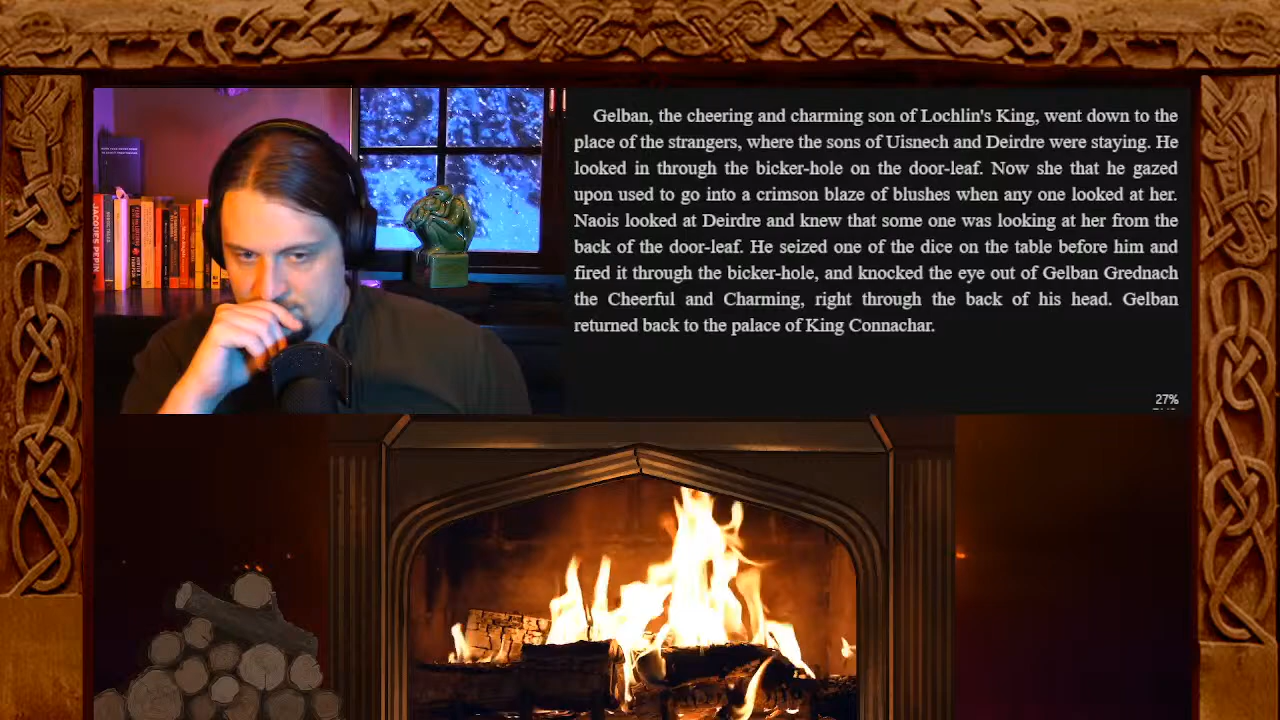 JACQUES PEPIN
Gelban, the cheering and charming son of Lochlin's King, went down to the
place of the strangers, where the sons of Uisnech and Deirdre were staying. He
looked in through the bicker-hole on the door-leaf. Now she that he gazed
upon used to go into a crimson blaze of blushes when any one looked at her.
Naois looked at Deirdre and knew that some one was looking at her from the
back of the door-leaf. He seized one of the dice on the table before him and
fired it through the bicker-hole, and knocked the eye out of Gelban Grednach
the Cheerful and Charming, right through the back of his head. Gelban
returned back to the palace of King Connachar.
27%